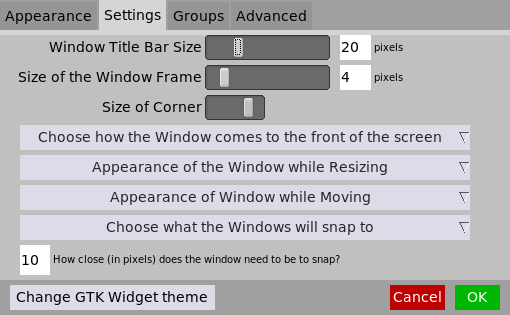 Appearance Settings Groups Advanced
Window Title Bar Size 20 pixels
Size of the Window Frame 4 pixels
Size of Corner
Choose how the Window comes to the front of the screen
Appearance of the Window while Resizing
Appearance of Window while Moving
Choose what the Windows will snap to
10 How close (in pixels) does the window need to be to snap?
Change GTK Widget theme Cancel OK